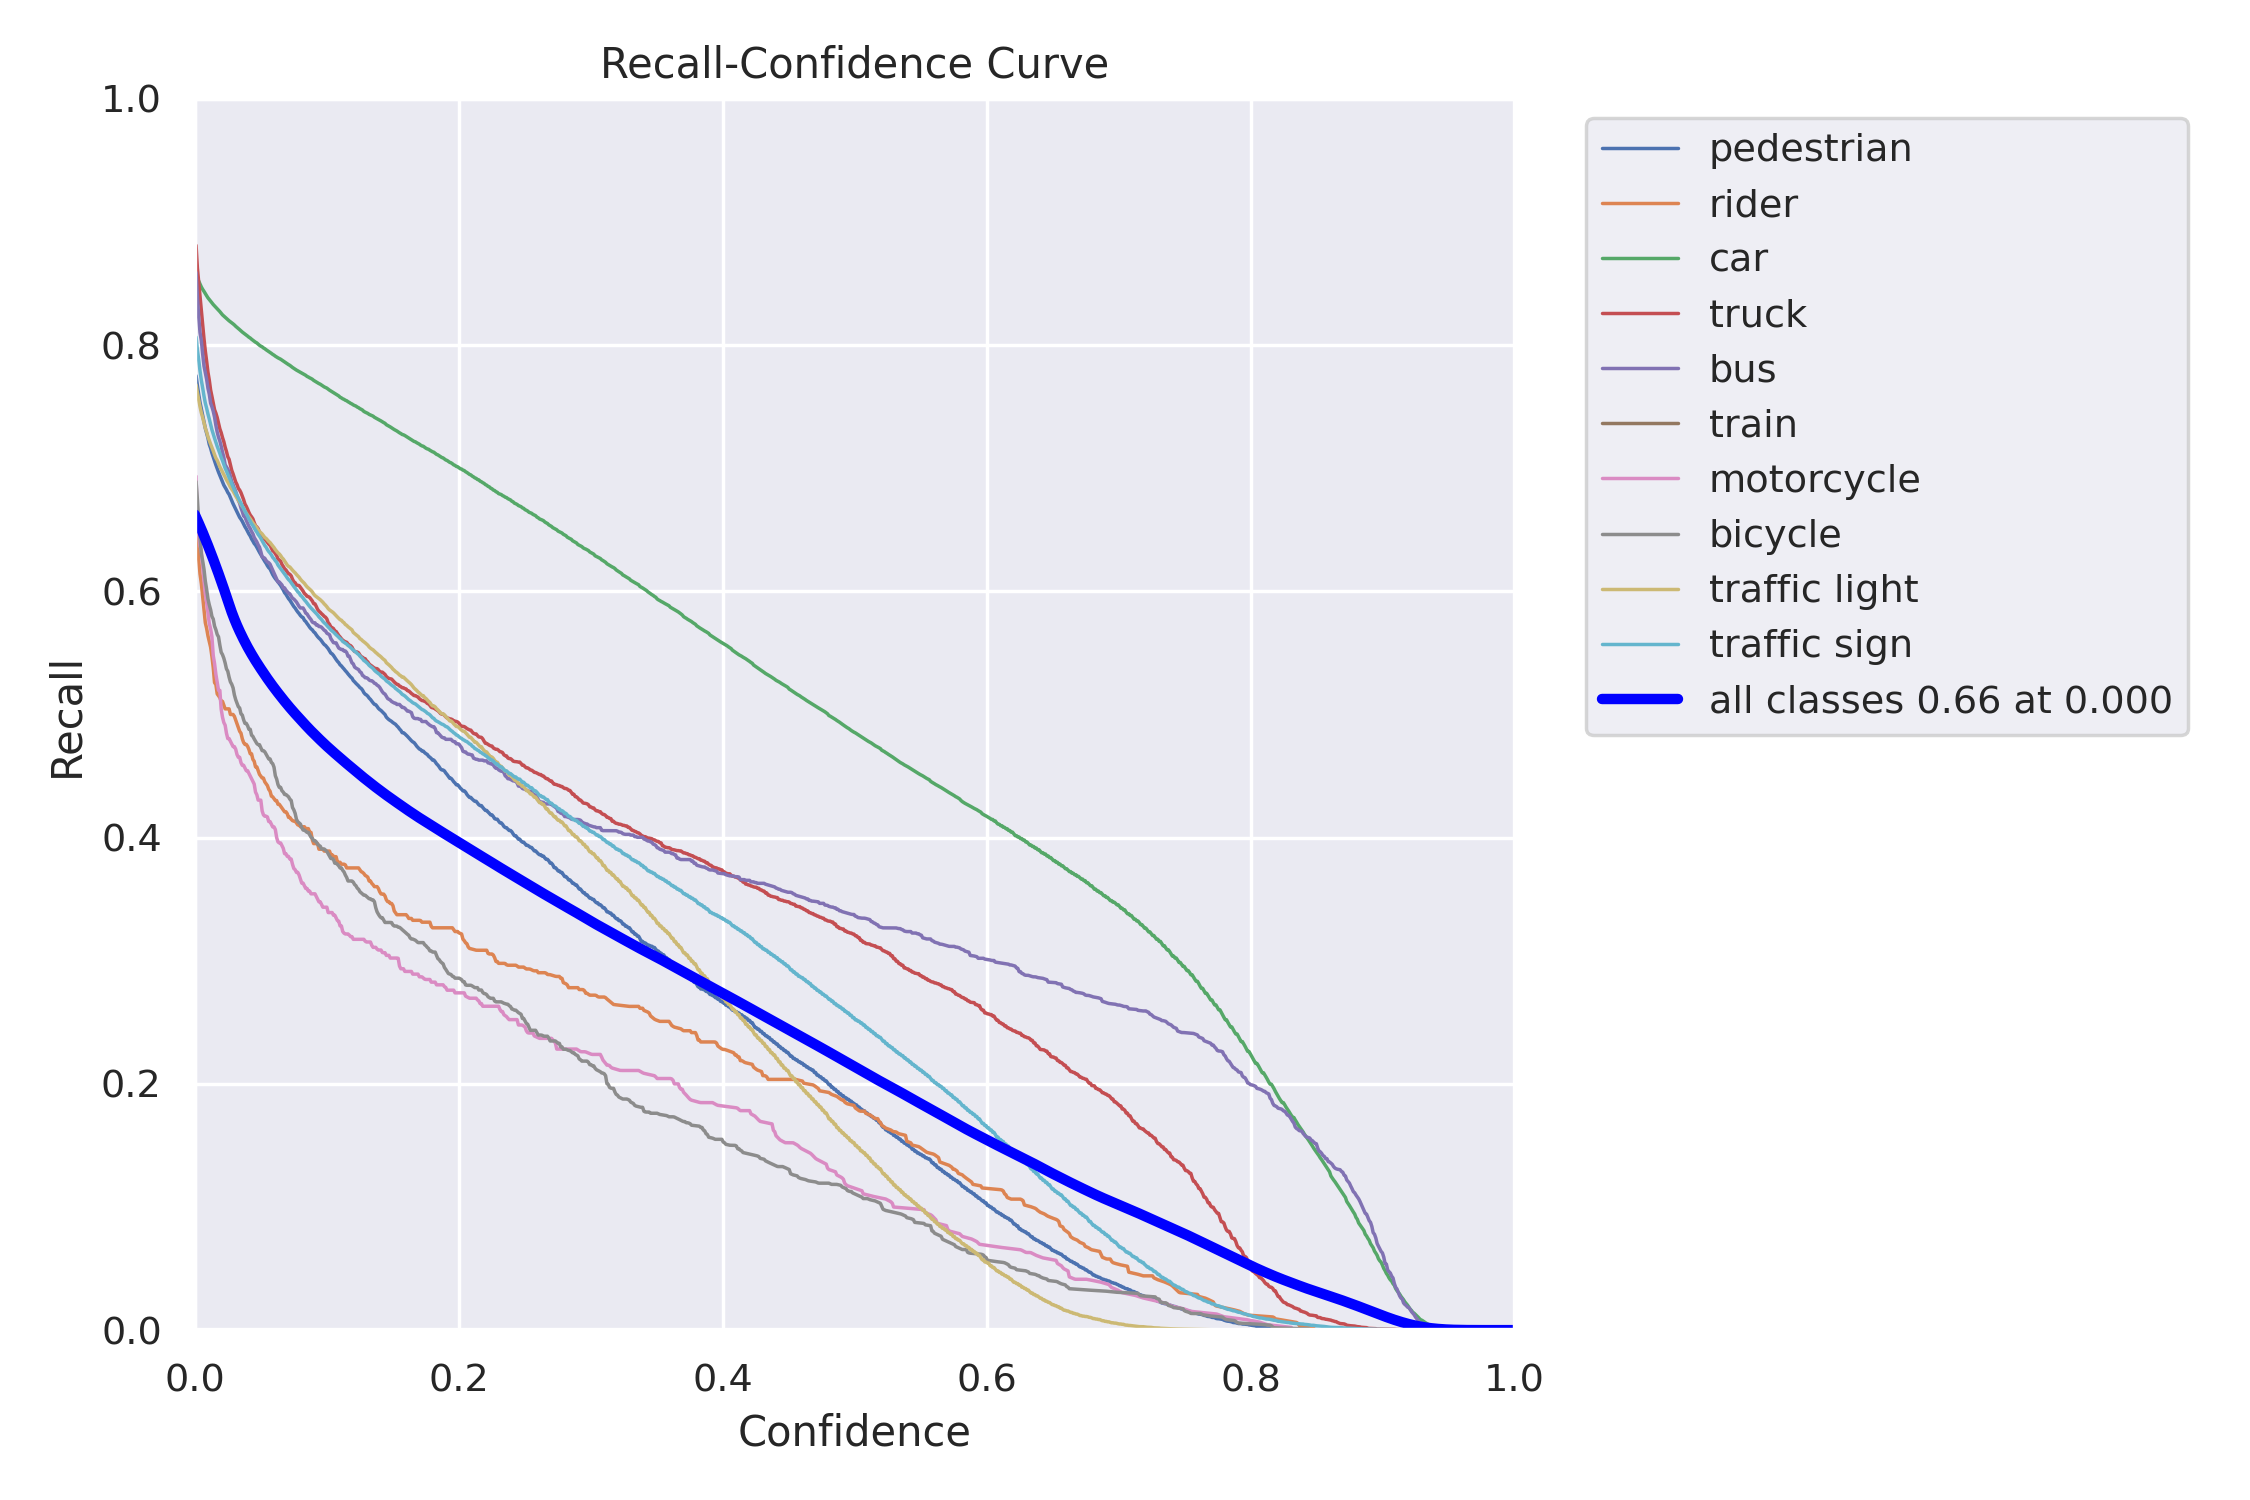 Recall-Confidence Curve
1.0
0.8
0.6
0.4
0.2
0.0
Recall
0.0 0.2 0.4 0.6 0.8 1.0
Confidence
pedestrian
rider
car
truck
bus
train
motorcycle
bicycle
traffic light
traffic sign
all classes 0.66 at 0.000